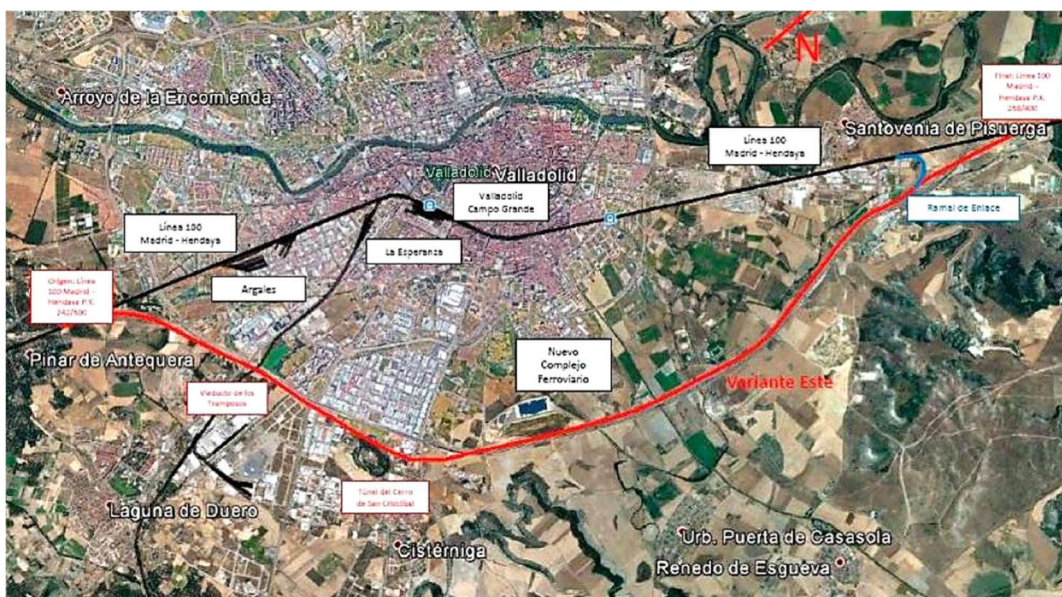 N
Final: Línea 100
Madrid -
Hendaya P.K.
Arroyo de la Encomienda
Santovenia de Pisuerga
Línea 100
Madrid - Hendaya
Valladolid
Valladolid
Valladolid
Campo Grande
Ramal de Enlace
Línea 100
Madrid - Hendaya
La Esperanza
Argales
Origen: Línea
100 Madrid -
Hendaya P.K.
Pinar de Antequera
Nuevo
Complejo
Ferroviario
Variante Este
Viaducto de los
Tramposos
Túnel del Cerro
de San Cristóbal
Laguna de Duero
Cistérniga
Urb. Puerta de Casasola
Renedo de Esgueva